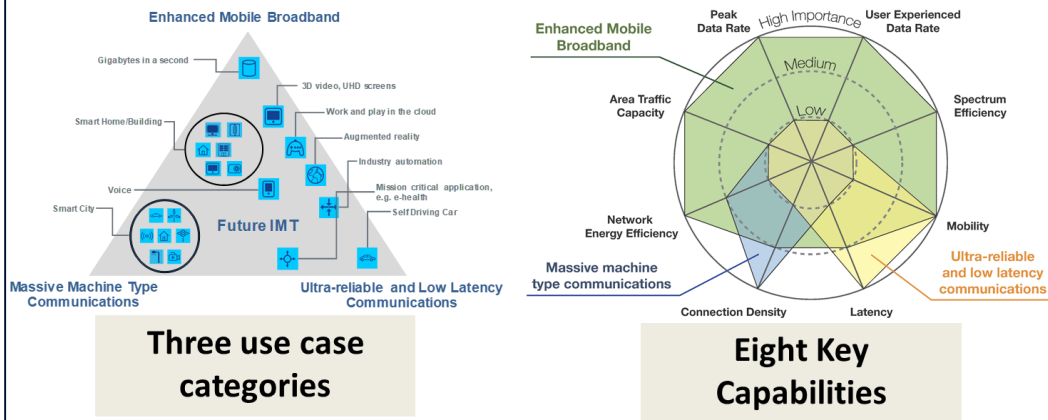 Enhanced Mobile Broadband
Gigabytes in a second
3D video, UHD screens
Smart Home/Building
Work and play in the cloud
Augmented reality
Industry automation
Voice
Mission critical application,
e.g. e-health
Smart City
Self Driving Car
Future IMT
Massive Machine Type
Communications
Ultra-reliable and Low Latency
Communications
Three use case
categories
Peak
Data Rate
High Importance
User Experienced
Data Rate
Enhanced Mobile
Broadband
Medium
Area Traffic
Capacity
Low
Spectrum
Efficiency
Network
Energy Efficiency
Mobility
Massive machine
type communications
Ultra-reliable
and low latency
communications
Connection Density
Latency
Eight Key
Capabilities